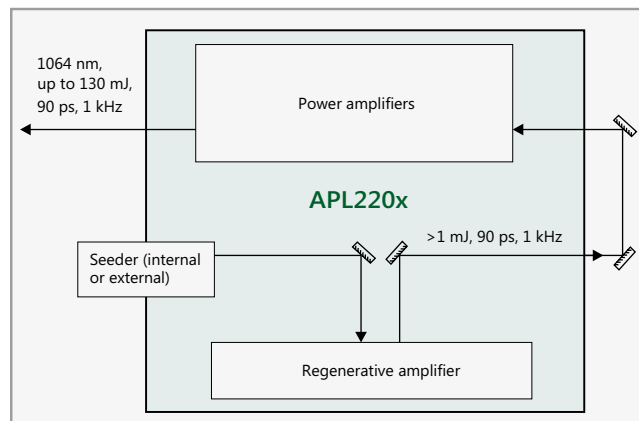 1064 nm,
up to 130 mJ,
90 ps, 1 kHz
Power amplifiers
APL220x
>1 mJ, 90 ps, 1 kHz
Seeder (internal
or external)
Regenerative amplifier